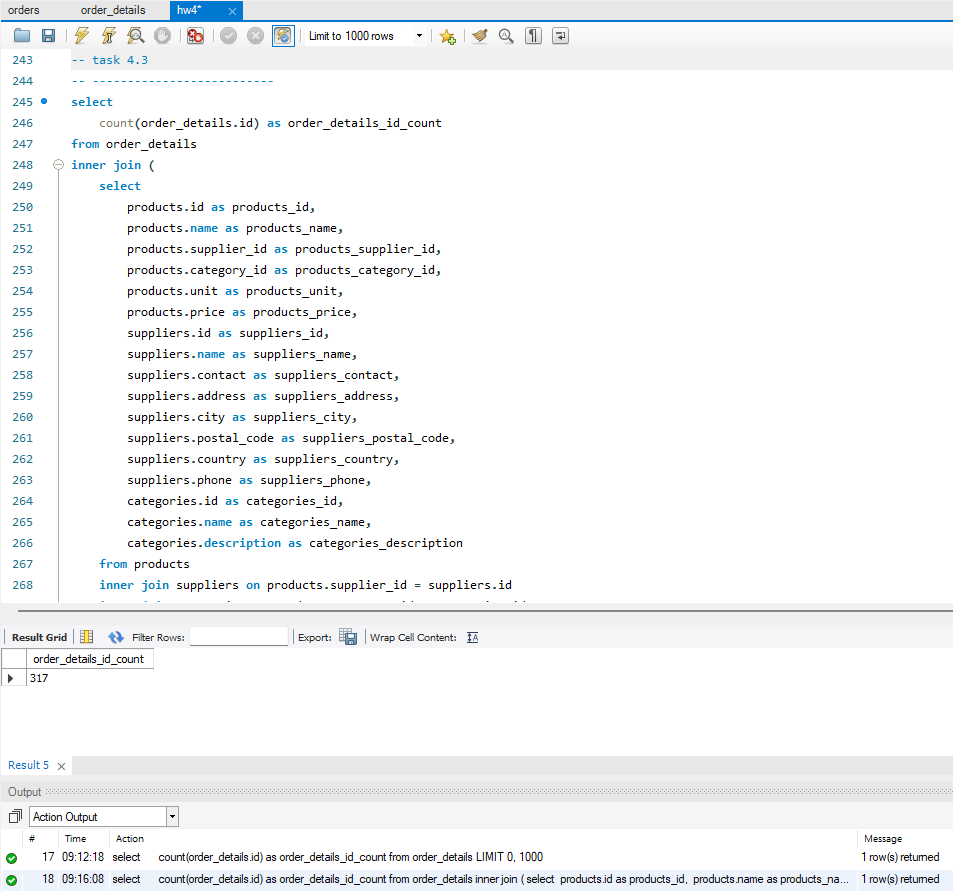 orders order_details hw4*
Limit to 1000 rows
243 -- task 4.3
244 -- --------------------------
245 select
246 count(order_details.id) as order_details_id_count
247 from order_details
248 inner join (
249 select
250 products.id as products_id,
251 products.name as products_name,
252 products.supplier_id as products_supplier_id,
253 products.category_id as products_category_id,
254 products.unit as products_unit,
255 products.price as products_price,
256 suppliers.id as suppliers_id,
257 suppliers.name as suppliers_name,
258 suppliers.contact as suppliers_contact,
259 suppliers.address as suppliers_address,
260 suppliers.city as suppliers_city,
261 suppliers.postal_code as suppliers_postal_code,
262 suppliers.country as suppliers_country,
263 suppliers.phone as suppliers_phone,
264 categories.id as categories_id,
265 categories.name as categories_name,
266 categories.description as categories_description
267 from products
268 inner join suppliers on products.supplier_id = suppliers.id
Result Grid Filter Rows: Export: Wrap Cell Content:
order_details_id_count
317
Result 5
Output
Action Output
# Time Action Message
17 09:12:18 select count(order_details.id) as order_details_id_count from order_details LIMIT 0, 1000 1 row(s) returned
18 09:16:08 select count(order_details.id) as order_details_id_count from order_details inner join ( select products.id as products_id, products.name as products_na... 1 row(s) returned